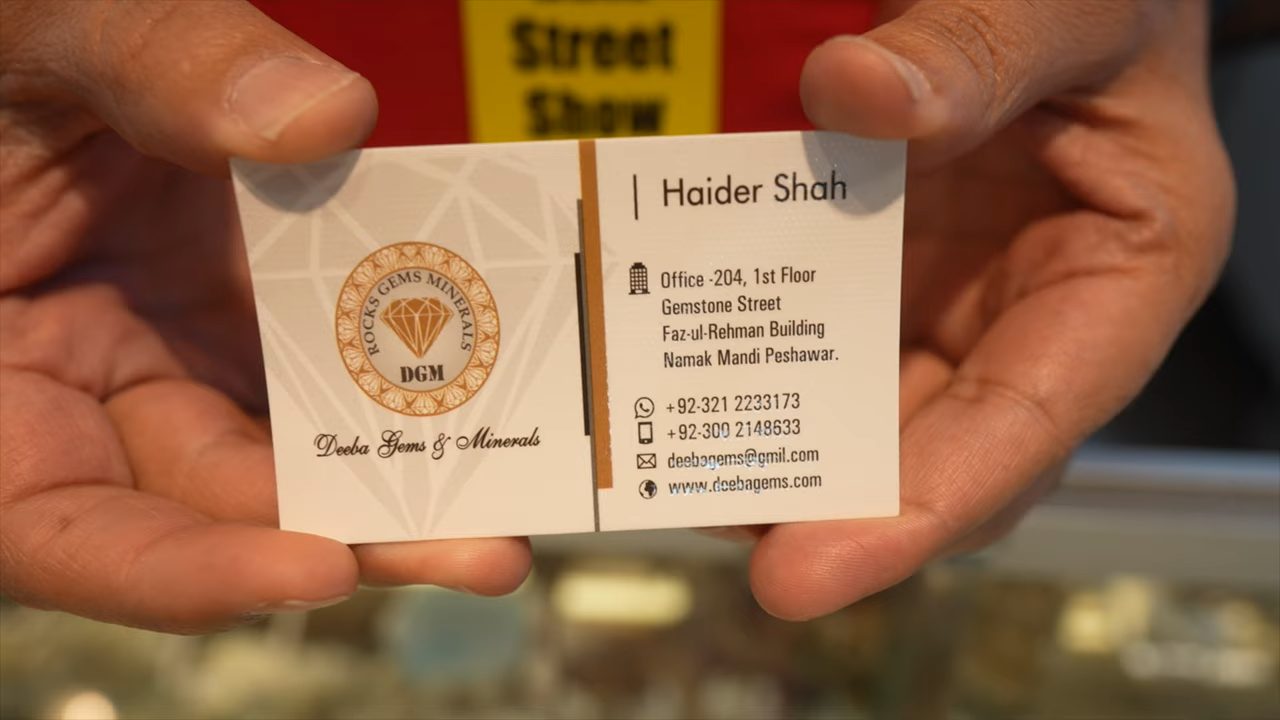 Street
Show
ROCKS GEMS MINERALS
DGM
Deeba Gems & Minerals
Haider Shah
Office -204, 1st Floor
Gemstone Street
Faz-ul-Rehman Building
Namak Mandi Peshawar.
+92-321 2233173
+92-300 2148633
deebagems@gmil.com
www.deebagems.com